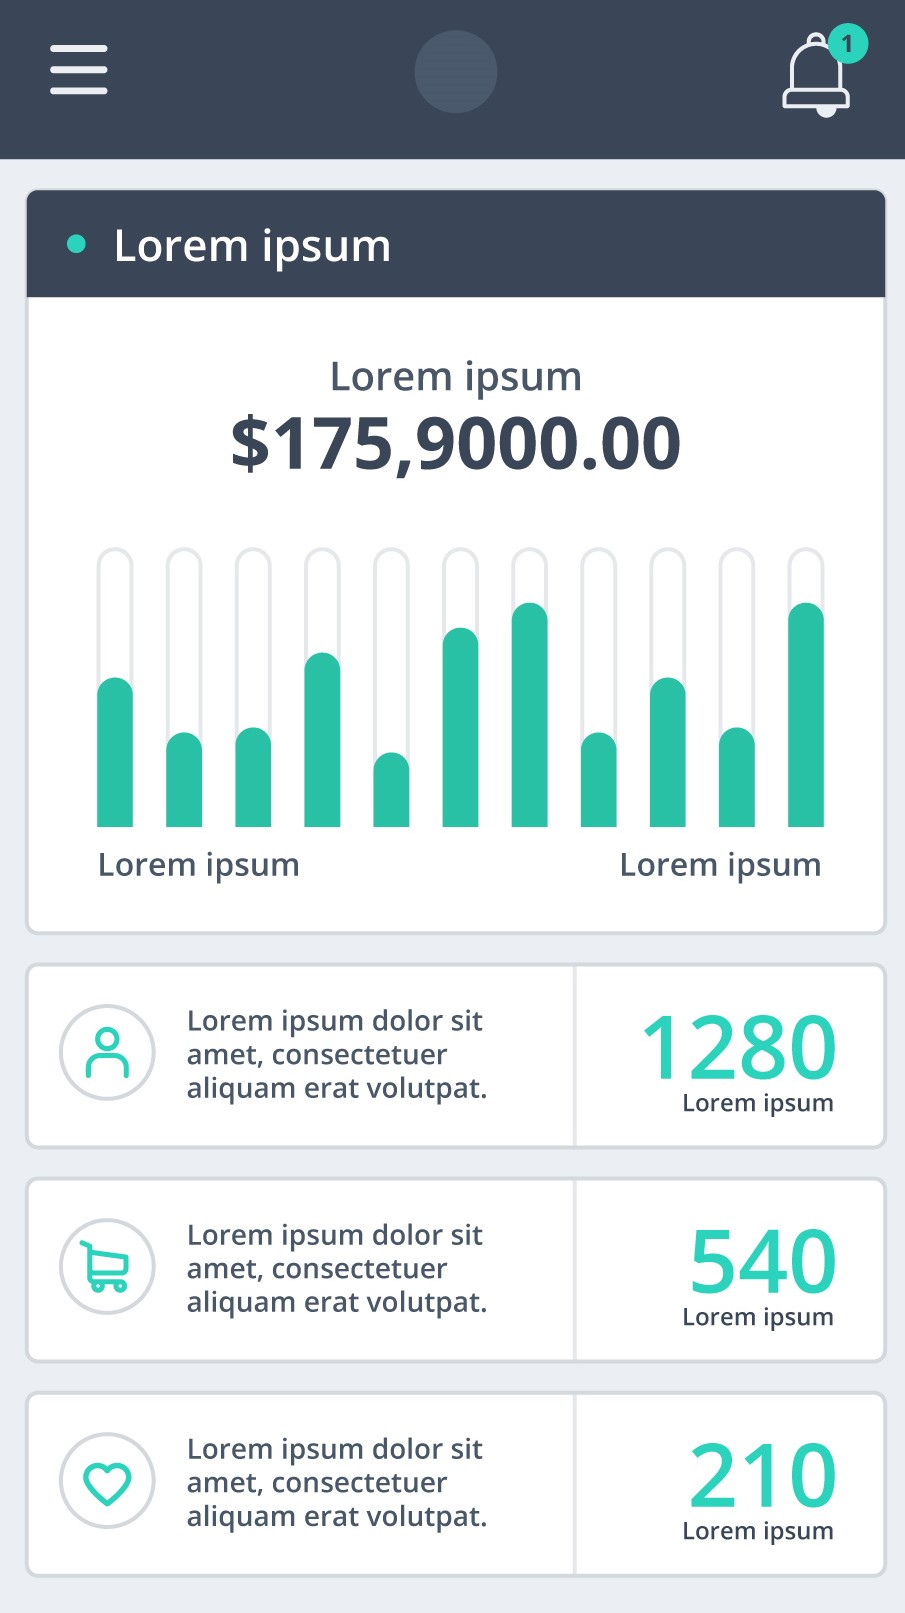 1
Lorem ipsum
Lorem ipsum
$175,9000.00
Lorem ipsum
Lorem ipsum
Lorem ipsum dolor sit
amet, consectetuer
aliquam erat volutpat.
1280
Lorem ipsum
Lorem ipsum dolor sit
amet, consectetuer
aliquam erat volutpat.
540
Lorem ipsum
Lorem ipsum dolor sit
amet, consectetuer
aliquam erat volutpat.
210
Lorem ipsum